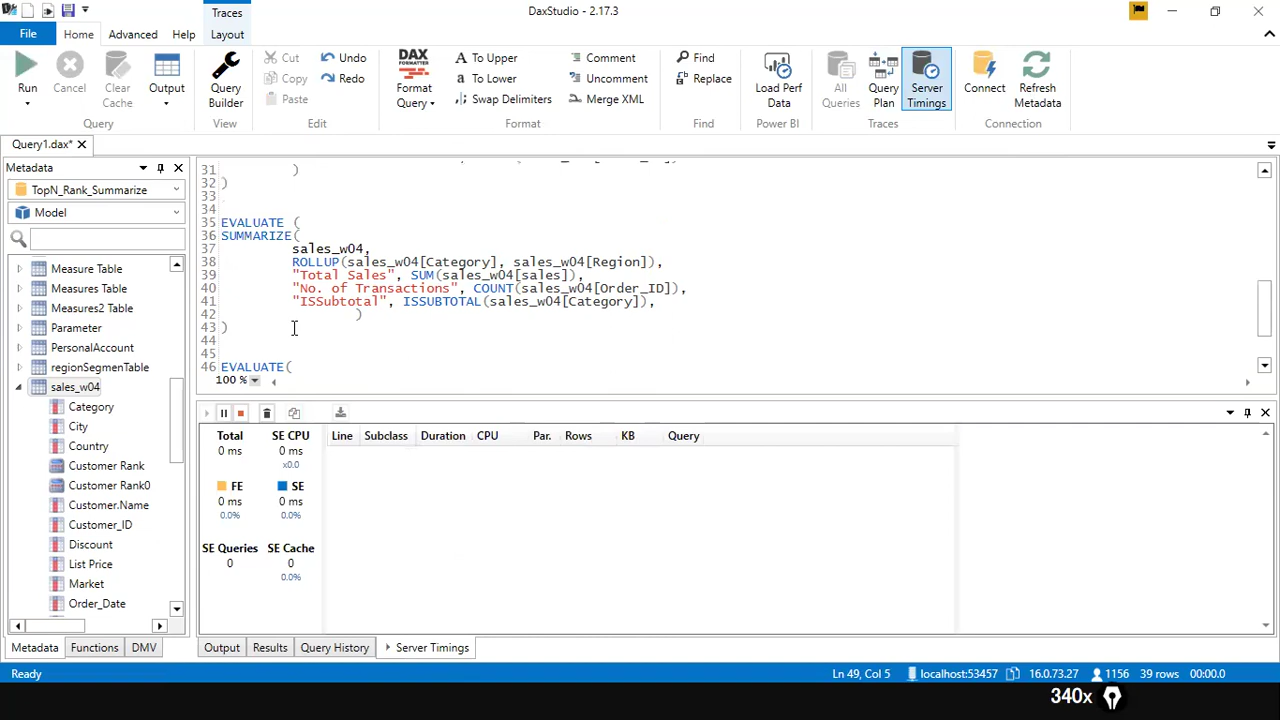 DaxStudio - 2.17.3
Traces
File Home Advanced Help Layout
Run
Cancel
Clear
Cache
Output
Query
Query
Builder
View
Cut
Copy
Paste
Undo
Redo
Edit
DAX
FORMATTER
Format
Query
To Upper
To Lower
Swap Delimiters
Comment
Uncomment
Merge XML
Format
Find
Replace
Find
Load Perf
Data
Power BI
All
Queries
Query
Plan
Server
Timings
Traces
Connect
Refresh
Metadata
Connection
Query1.dax*
Metadata
TopN_Rank_Summarize
Model
Measure Table
Measures Table
Measures2 Table
Parameter
PersonalAccount
regionSegmenTable
sales_w04
Category
City
Country
Customer Rank
Customer Rank0
Customer.Name
Customer_ID
Discount
List Price
Market
Order_Date
Metadata Functions DMV
31 )
32 )
33
34
35 EVALUATE (
36 SUMMARIZE(
37 sales_w04,
38 ROLLUP(sales_w04[Category], sales_w04[Region]),
39 "Total Sales", SUM(sales_w04[sales]),
40 "No. of Transactions", COUNT(sales_w04[Order_ID]),
41 "ISSubtotal", ISSUBTOTAL(sales_w04[Category]),
42 )
43 )
44
45
46 EVALUATE(
100 %
Total SE CPU
0 ms 0 ms
x0.0
FE SE
0 ms 0 ms
0.0% 0.0%
SE Queries SE Cache
0 0
0.0%
Line Subclass Duration CPU Par. Rows KB Query
Output Results Query History Server Timings
Ready Ln 49, Col 5 localhost:53457 16.0.73.27 1156 39 rows 00:00.0
340x